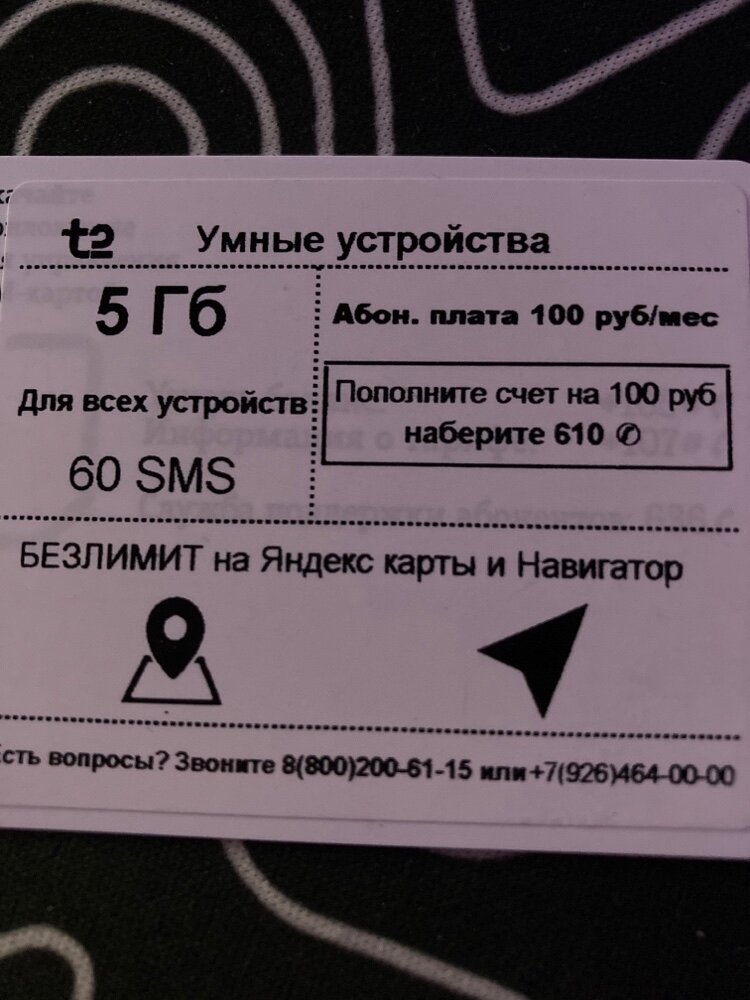 t2 Умные устройства
5 Гб
Абон. плата 100 руб/мес
Для всех устройств
Пополните счет на 100 руб
наберите 610 ✆
60 SMS
БЕЗЛИМИТ на Яндекс карты и Навигатор
сть вопросы? Звоните 8(800)200-61-15 или+7(926)464-00-00